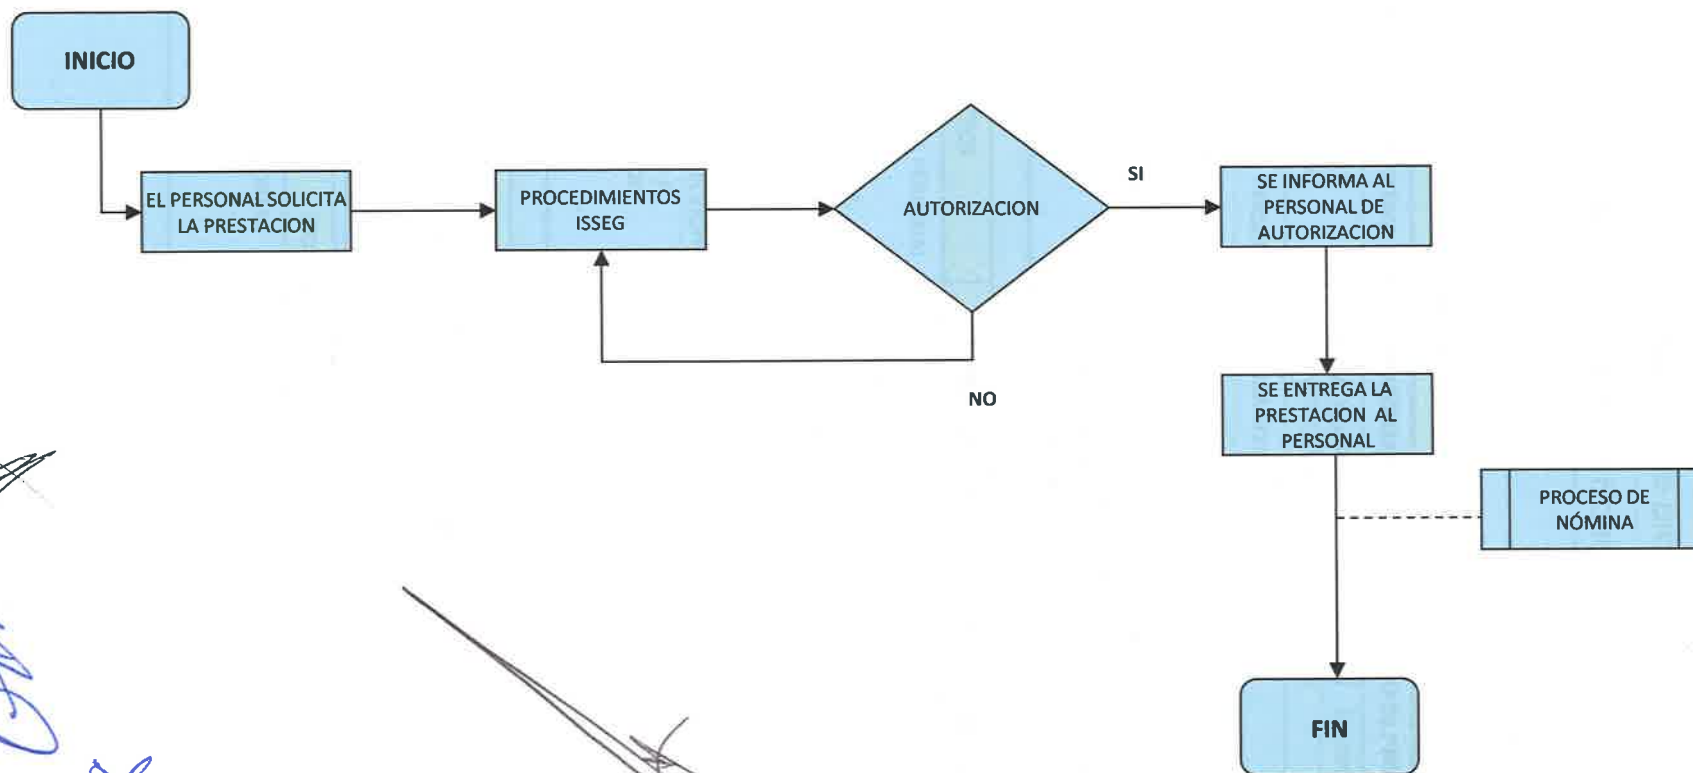 INICIO
EL PERSONAL SOLICITA
LA PRESTACION
PROCEDIMIENTOS
ISSEG
AUTORIZACION
SI
SE INFORMA AL
PERSONAL DE
AUTORIZACION
NO
SE ENTREGA LA
PRESTACION AL
PERSONAL
PROCESO DE
NÓMINA
FIN